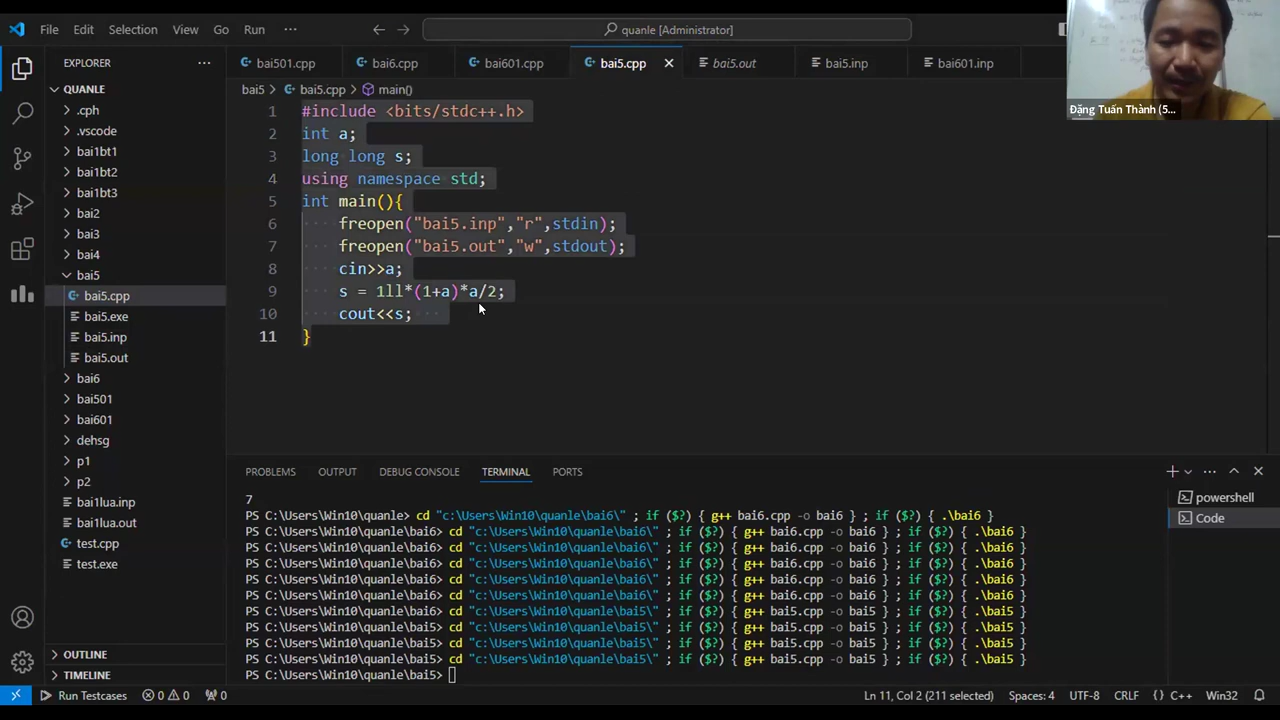 File Edit Selection View Go Run ··· quanle [Administrator]
EXPLORER ···
QUANLE
.cph
.vscode
bai1bt1
bai1bt2
bai1bt3
bai2
bai3
bai4
bai5
bai5.cpp
bai5.exe
bai5.inp
bai5.out
bai6
bai501
bai601
dehsg
p1
p2
bai1lua.inp
bai1lua.out
test.cpp
test.exe
OUTLINE
TIMELINE
bai501.cpp bai6.cpp bai601.cpp bai5.cpp bai5.out bai5.inp bai601.inp
bai5 > bai5.cpp > main()
1 #include <bits/stdc++.h>
2 int a;
3 long long s;
4 using namespace std;
5 int main(){
6 freopen("bai5.inp","r",stdin);
7 freopen("bai5.out","w",stdout);
8 cin>>a;
9 s = 1ll*(1+a)*a/2;
10 cout<<s;
11 }
Đặng Tuấn Thành (5...
PROBLEMS OUTPUT DEBUG CONSOLE TERMINAL PORTS
powershell
Code
7
PS C:\Users\Win10\quanle> cd "c:\Users\Win10\quanle\bai6\" ; if ($?) { g++ bai6.cpp -o bai6 } ; if ($?) { .\bai6 }
PS C:\Users\Win10\quanle\bai6> cd "c:\Users\Win10\quanle\bai6\" ; if ($?) { g++ bai6.cpp -o bai6 } ; if ($?) { .\bai6 }
PS C:\Users\Win10\quanle\bai6> cd "c:\Users\Win10\quanle\bai6\" ; if ($?) { g++ bai6.cpp -o bai6 } ; if ($?) { .\bai6 }
PS C:\Users\Win10\quanle\bai6> cd "c:\Users\Win10\quanle\bai6\" ; if ($?) { g++ bai6.cpp -o bai6 } ; if ($?) { .\bai6 }
PS C:\Users\Win10\quanle\bai6> cd "c:\Users\Win10\quanle\bai6\" ; if ($?) { g++ bai6.cpp -o bai6 } ; if ($?) { .\bai6 }
PS C:\Users\Win10\quanle\bai6> cd "c:\Users\Win10\quanle\bai6\" ; if ($?) { g++ bai6.cpp -o bai6 } ; if ($?) { .\bai6 }
PS C:\Users\Win10\quanle\bai6> cd "c:\Users\Win10\quanle\bai5\" ; if ($?) { g++ bai5.cpp -o bai5 } ; if ($?) { .\bai5 }
PS C:\Users\Win10\quanle\bai5> cd "c:\Users\Win10\quanle\bai5\" ; if ($?) { g++ bai5.cpp -o bai5 } ; if ($?) { .\bai5 }
PS C:\Users\Win10\quanle\bai5> cd "c:\Users\Win10\quanle\bai5\" ; if ($?) { g++ bai5.cpp -o bai5 } ; if ($?) { .\bai5 }
PS C:\Users\Win10\quanle\bai5> cd "c:\Users\Win10\quanle\bai5\" ; if ($?) { g++ bai5.cpp -o bai5 } ; if ($?) { .\bai5 }
PS C:\Users\Win10\quanle\bai5>
Run Testcases 0 0 0 Ln 11, Col 2 (211 selected) Spaces: 4 UTF-8 CRLF {} C++ Win32